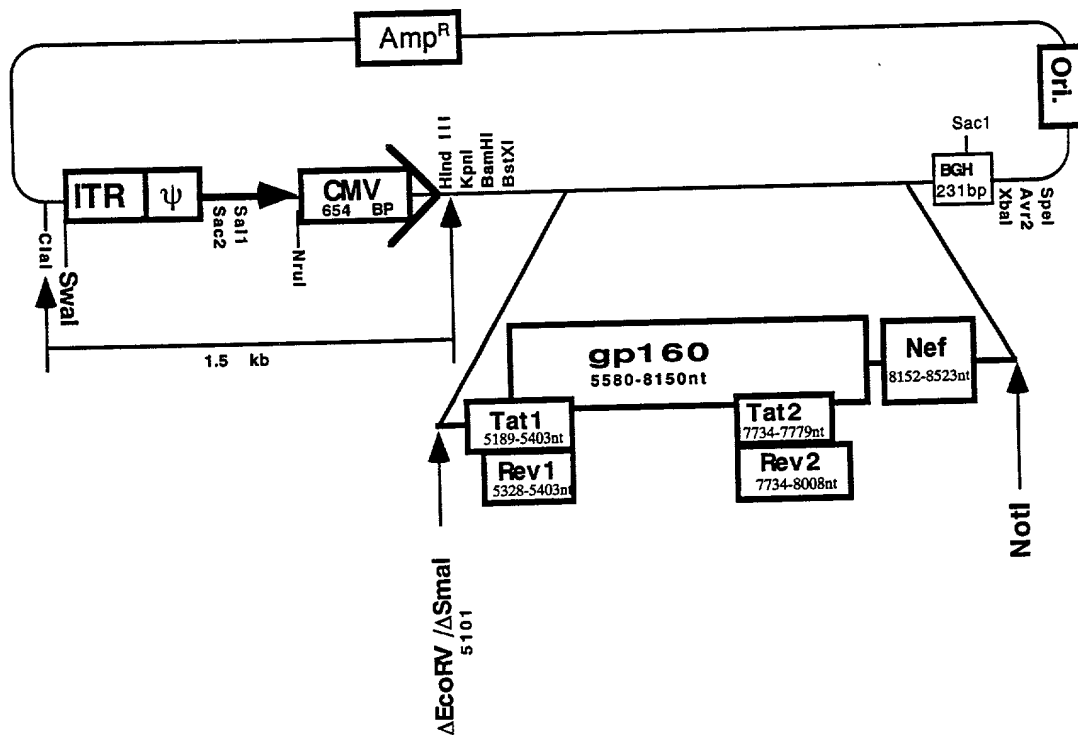 Amp^R
Ori.
ITR
ψ
CMV
654 BP
HInd III
KpnI
BamHI
BstXI
Sac1
BGH
231bp
XbaI
Avr2
SpeI
ClaI
SwaI
Sac2
Sal1
NruI
1.5 kb
gp160
5580-8150nt
Nef
8152-8523nt
Tat1
5189-5403nt
Rev1
5328-5403nt
Tat2
7734-7779nt
Rev2
7734-8008nt
ΔEcoRV /ΔSmaI
5101
NotI